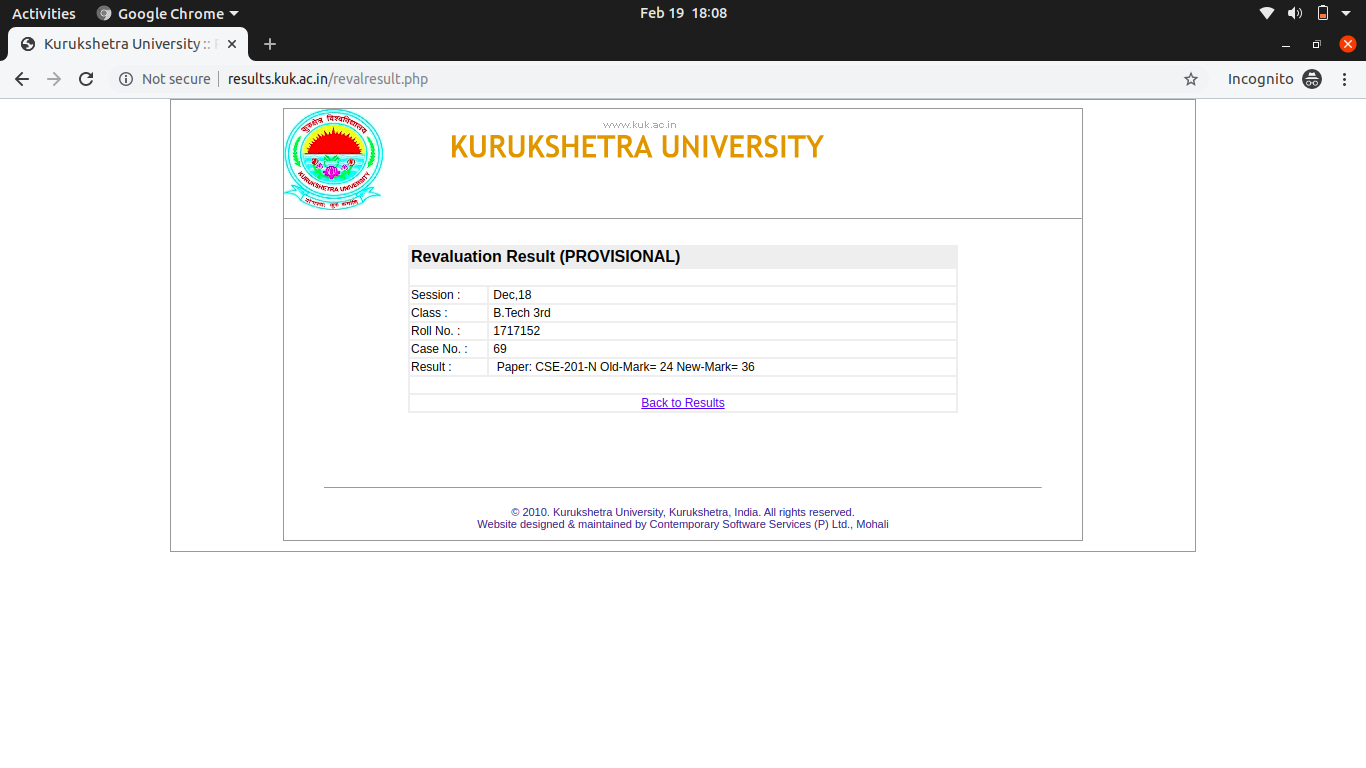 Activities Google Chrome Feb 19 18:08
Kurukshetra University ::
Not secure results.kuk.ac.in/revalresult.php Incognito
कुरुक्षेत्र विश्वविद्यालय
KURUKSHETRA UNIVERSITY
www.kuk.ac.in
KURUKSHETRA UNIVERSITY
Revaluation Result (PROVISIONAL)
Session : Dec,18
Class : B.Tech 3rd
Roll No. : 1717152
Case No. : 69
Result : Paper: CSE-201-N Old-Mark= 24 New-Mark= 36
Back to Results
© 2010. Kurukshetra University, Kurukshetra, India. All rights reserved.
Website designed & maintained by Contemporary Software Services (P) Ltd., Mohali